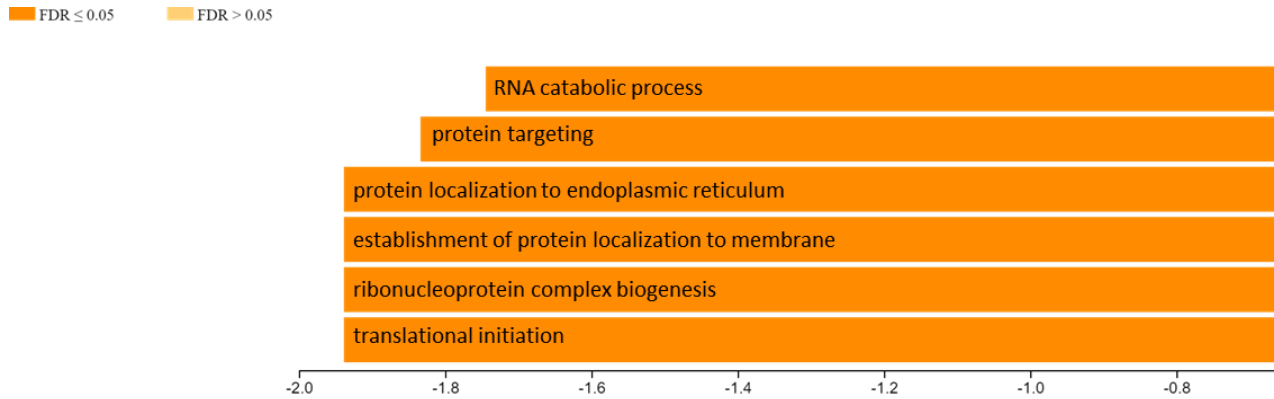 FDR ≤ 0.05 FDR > 0.05
RNA catabolic process
protein targeting
protein localization to endoplasmic reticulum
establishment of protein localization to membrane
ribonucleoprotein complex biogenesis
translational initiation
-2.0 -1.8 -1.6 -1.4 -1.2 -1.0 -0.8